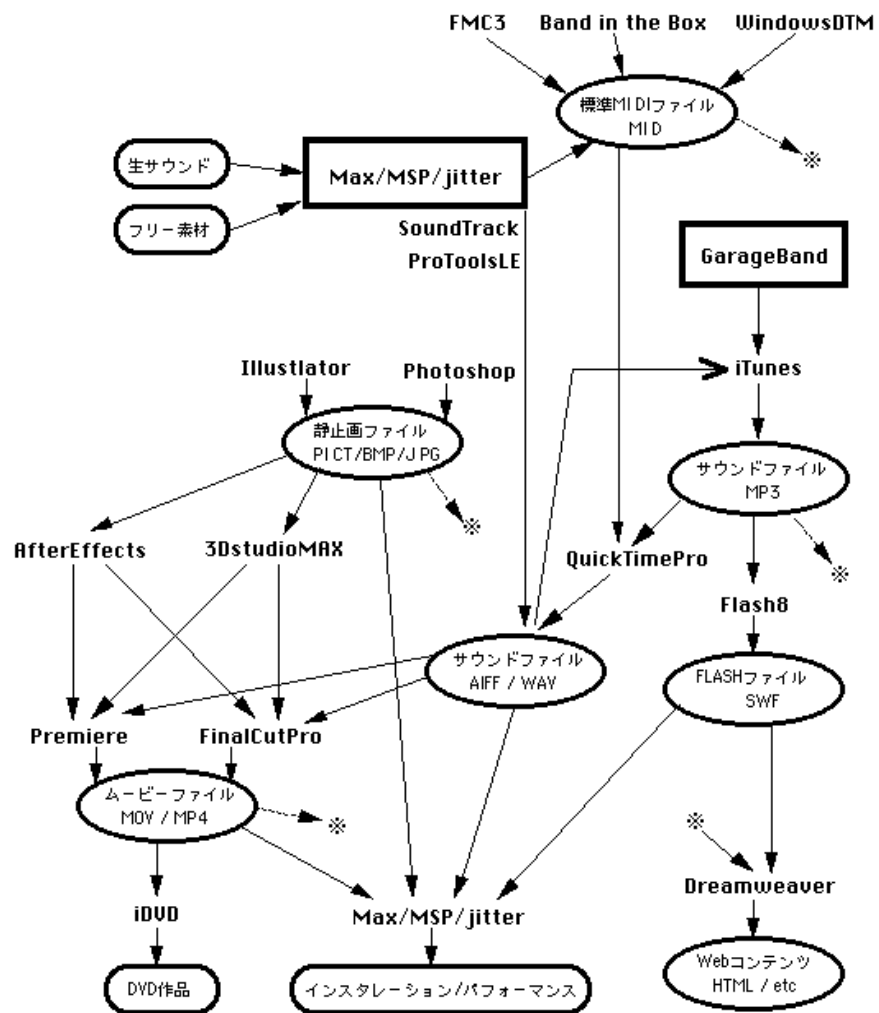 FMC3 Band in the Box WindowsDTM
標準MIDIファイル
MID
※
生サウンド
Max/MSP/jitter
フリー素材
SoundTrack
ProToolsLE
GarageBand
iTunes
Illustlator
Photoshop
静止画ファイル
PICT/BMP/JPG
※
サウンドファイル
MP3
※
AfterEffects
3DstudioMAX
QuickTimePro
Flash8
サウンドファイル
AIFF / WAV
FLASHファイル
SWF
Premiere
FinalCutPro
ムービーファイル
MOV / MP4
※
※
Dreamweaver
iDVD
Max/MSP/jitter
DVD作品
インスタレーション/パフォーマンス
Webコンテンツ
HTML / etc